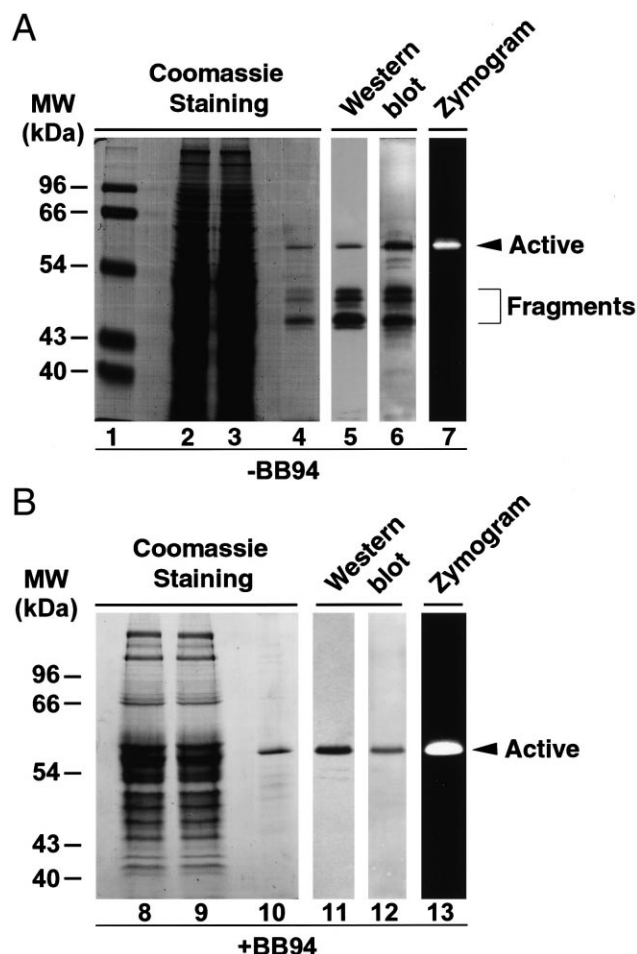 A
Coomassie
Staining
Western
blot
Zymogram
MW
(kDa)
96
66
54
43
40
Active
Fragments
1 2 3 4 5 6 7
-BB94
B
Coomassie
Staining
Western
blot
Zymogram
MW
(kDa)
96
66
54
43
40
Active
8 9 10 11 12 13
+BB94